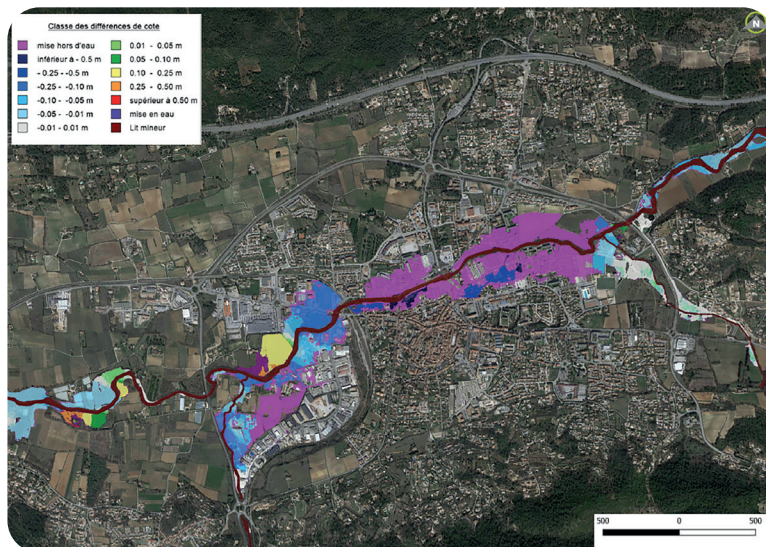 N
Classe des différences de cote
mise hors d'eau
inférieur à - 0.5 m
- 0.25 - -0.5 m
-0.25 - -0.10 m
-0.10 - -0.05 m
-0.05 - -0.01 m
-0.01 - 0.01 m
0.01 - 0.05 m
0.05 - 0.10 m
0.10 - 0.25 m
0.25 - 0.50 m
supérieur à 0.50 m
mise en eau
Lit mineur
500 0 500